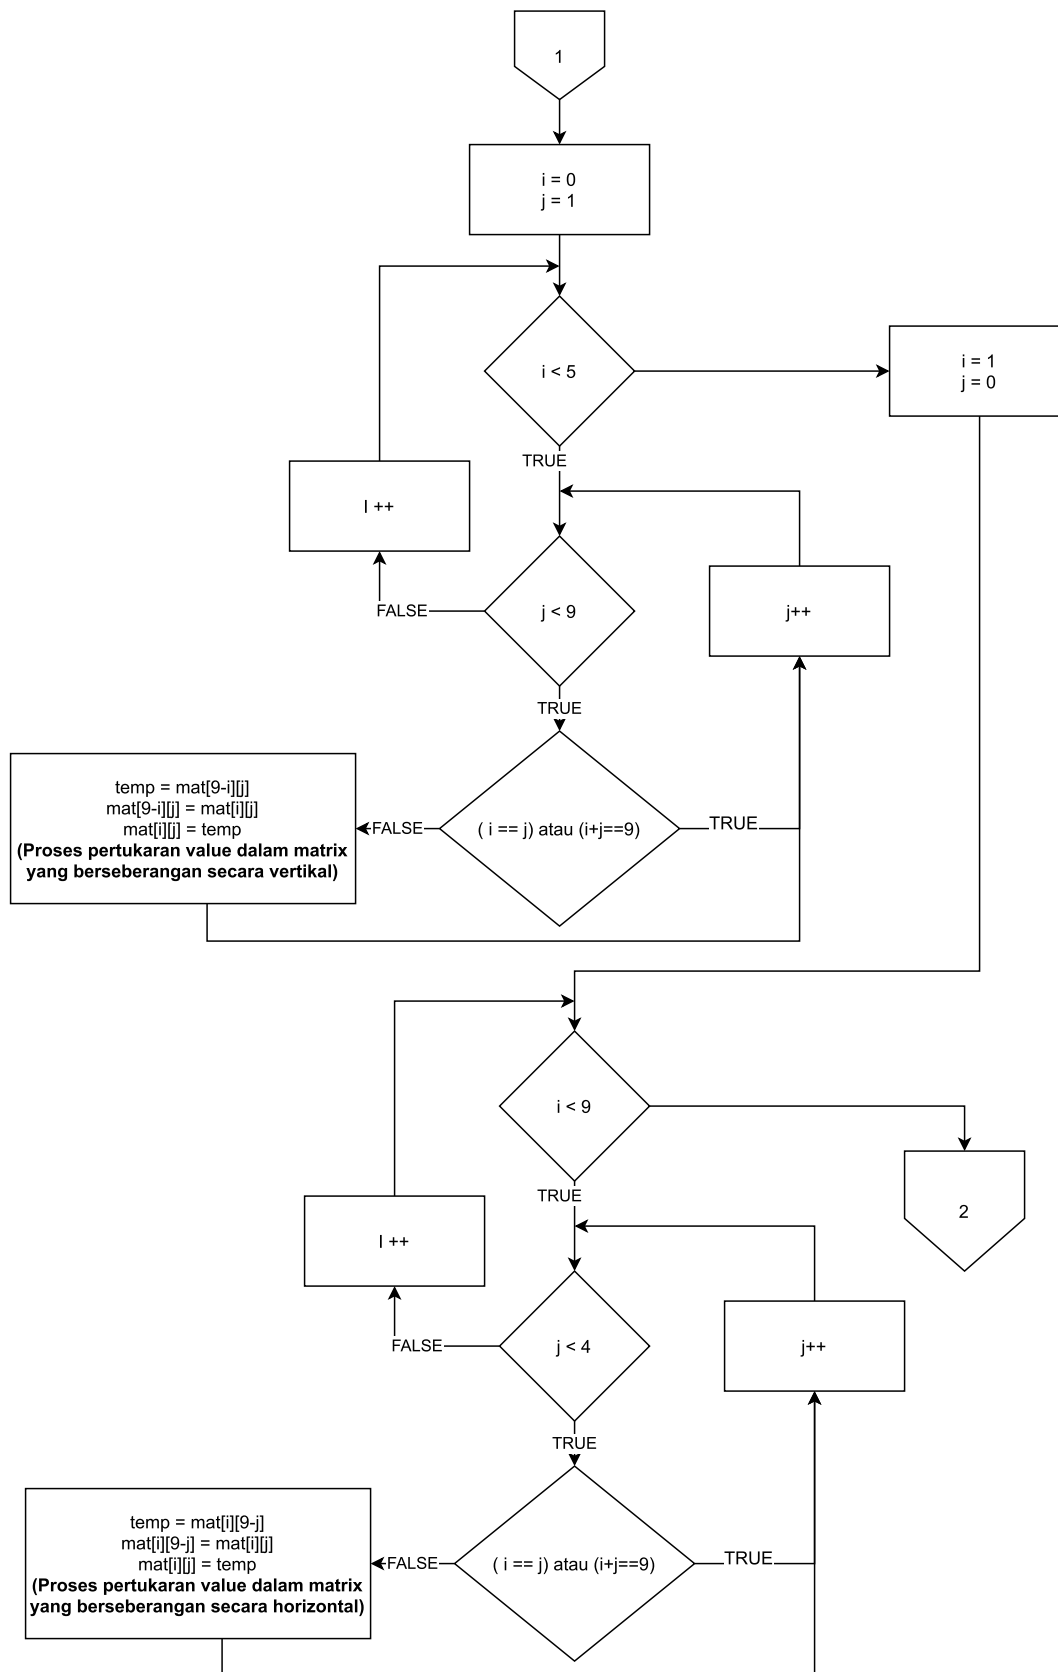 1
i = 0
j = 1
i < 5
i = 1
j = 0
TRUE
I ++
j < 9
j++
FALSE
TRUE
temp = mat[9-i][j]
mat[9-i][j] = mat[i][j]
mat[i][j] = temp
(Proses pertukaran value dalam matrix
yang berseberangan secara vertikal)
FALSE
( i == j) atau (i+j==9)
TRUE
i < 9
TRUE
2
I ++
j < 4
j++
FALSE
TRUE
temp = mat[i][9-j]
mat[i][9-j] = mat[i][j]
mat[i][j] = temp
(Proses pertukaran value dalam matrix
yang berseberangan secara horizontal)
FALSE
( i == j) atau (i+j==9)
TRUE